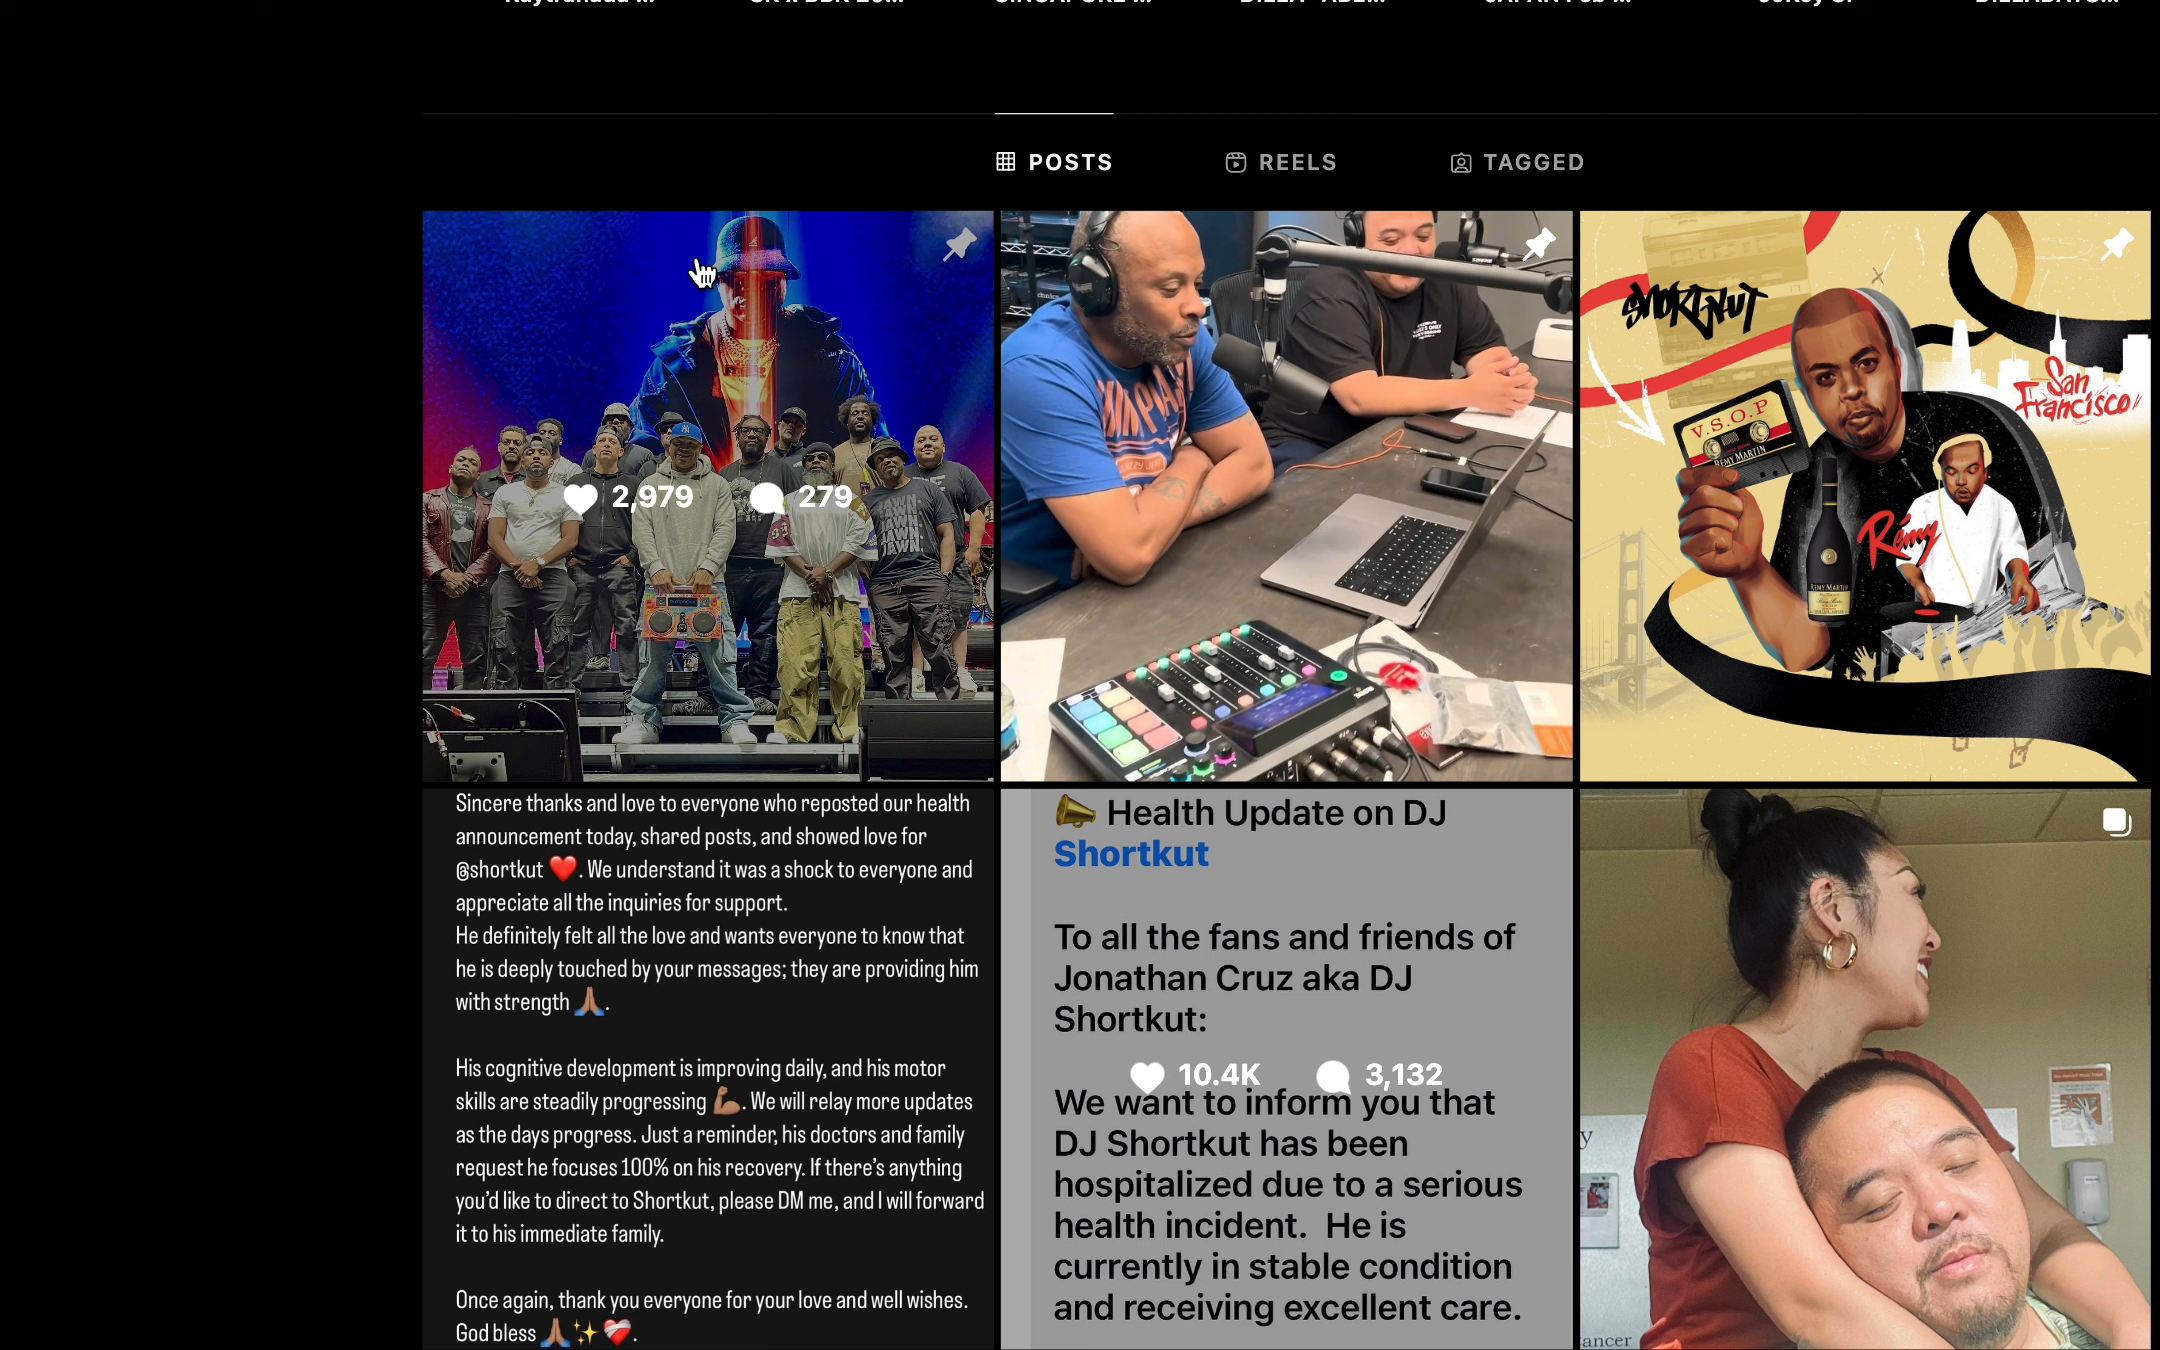 POSTS
REELS
TAGGED
2,979
279
JAWN.
JAWN.
JAWN.
SHORTKUT
V.S.O.P
RÉMY MARTIN
San
Francisco
Rémy
RÉMY MARTIN
Sincere thanks and love to everyone who reposted our health
announcement today, shared posts, and showed love for
@shortkut ❤️. We understand it was a shock to everyone and
appreciate all the inquiries for support.
He definitely felt all the love and wants everyone to know that
he is deeply touched by your messages; they are providing him
with strength 🙏🏽.
His cognitive development is improving daily, and his motor
skills are steadily progressing 💪🏽. We will relay more updates
as the days progress. Just a reminder, his doctors and family
request he focuses 100% on his recovery. If there’s anything
you’d like to direct to Shortkut, please DM me, and I will forward
it to his immediate family.
Once again, thank you everyone for your love and well wishes.
God bless 🙏🏽✨❤️‍🩹.
📣 Health Update on DJ
Shortkut
To all the fans and friends of
Jonathan Cruz aka DJ
Shortkut:
10.4K
3,132
We want to inform you that
DJ Shortkut has been
hospitalized due to a serious
health incident. He is
currently in stable condition
and receiving excellent care.
y
ancer